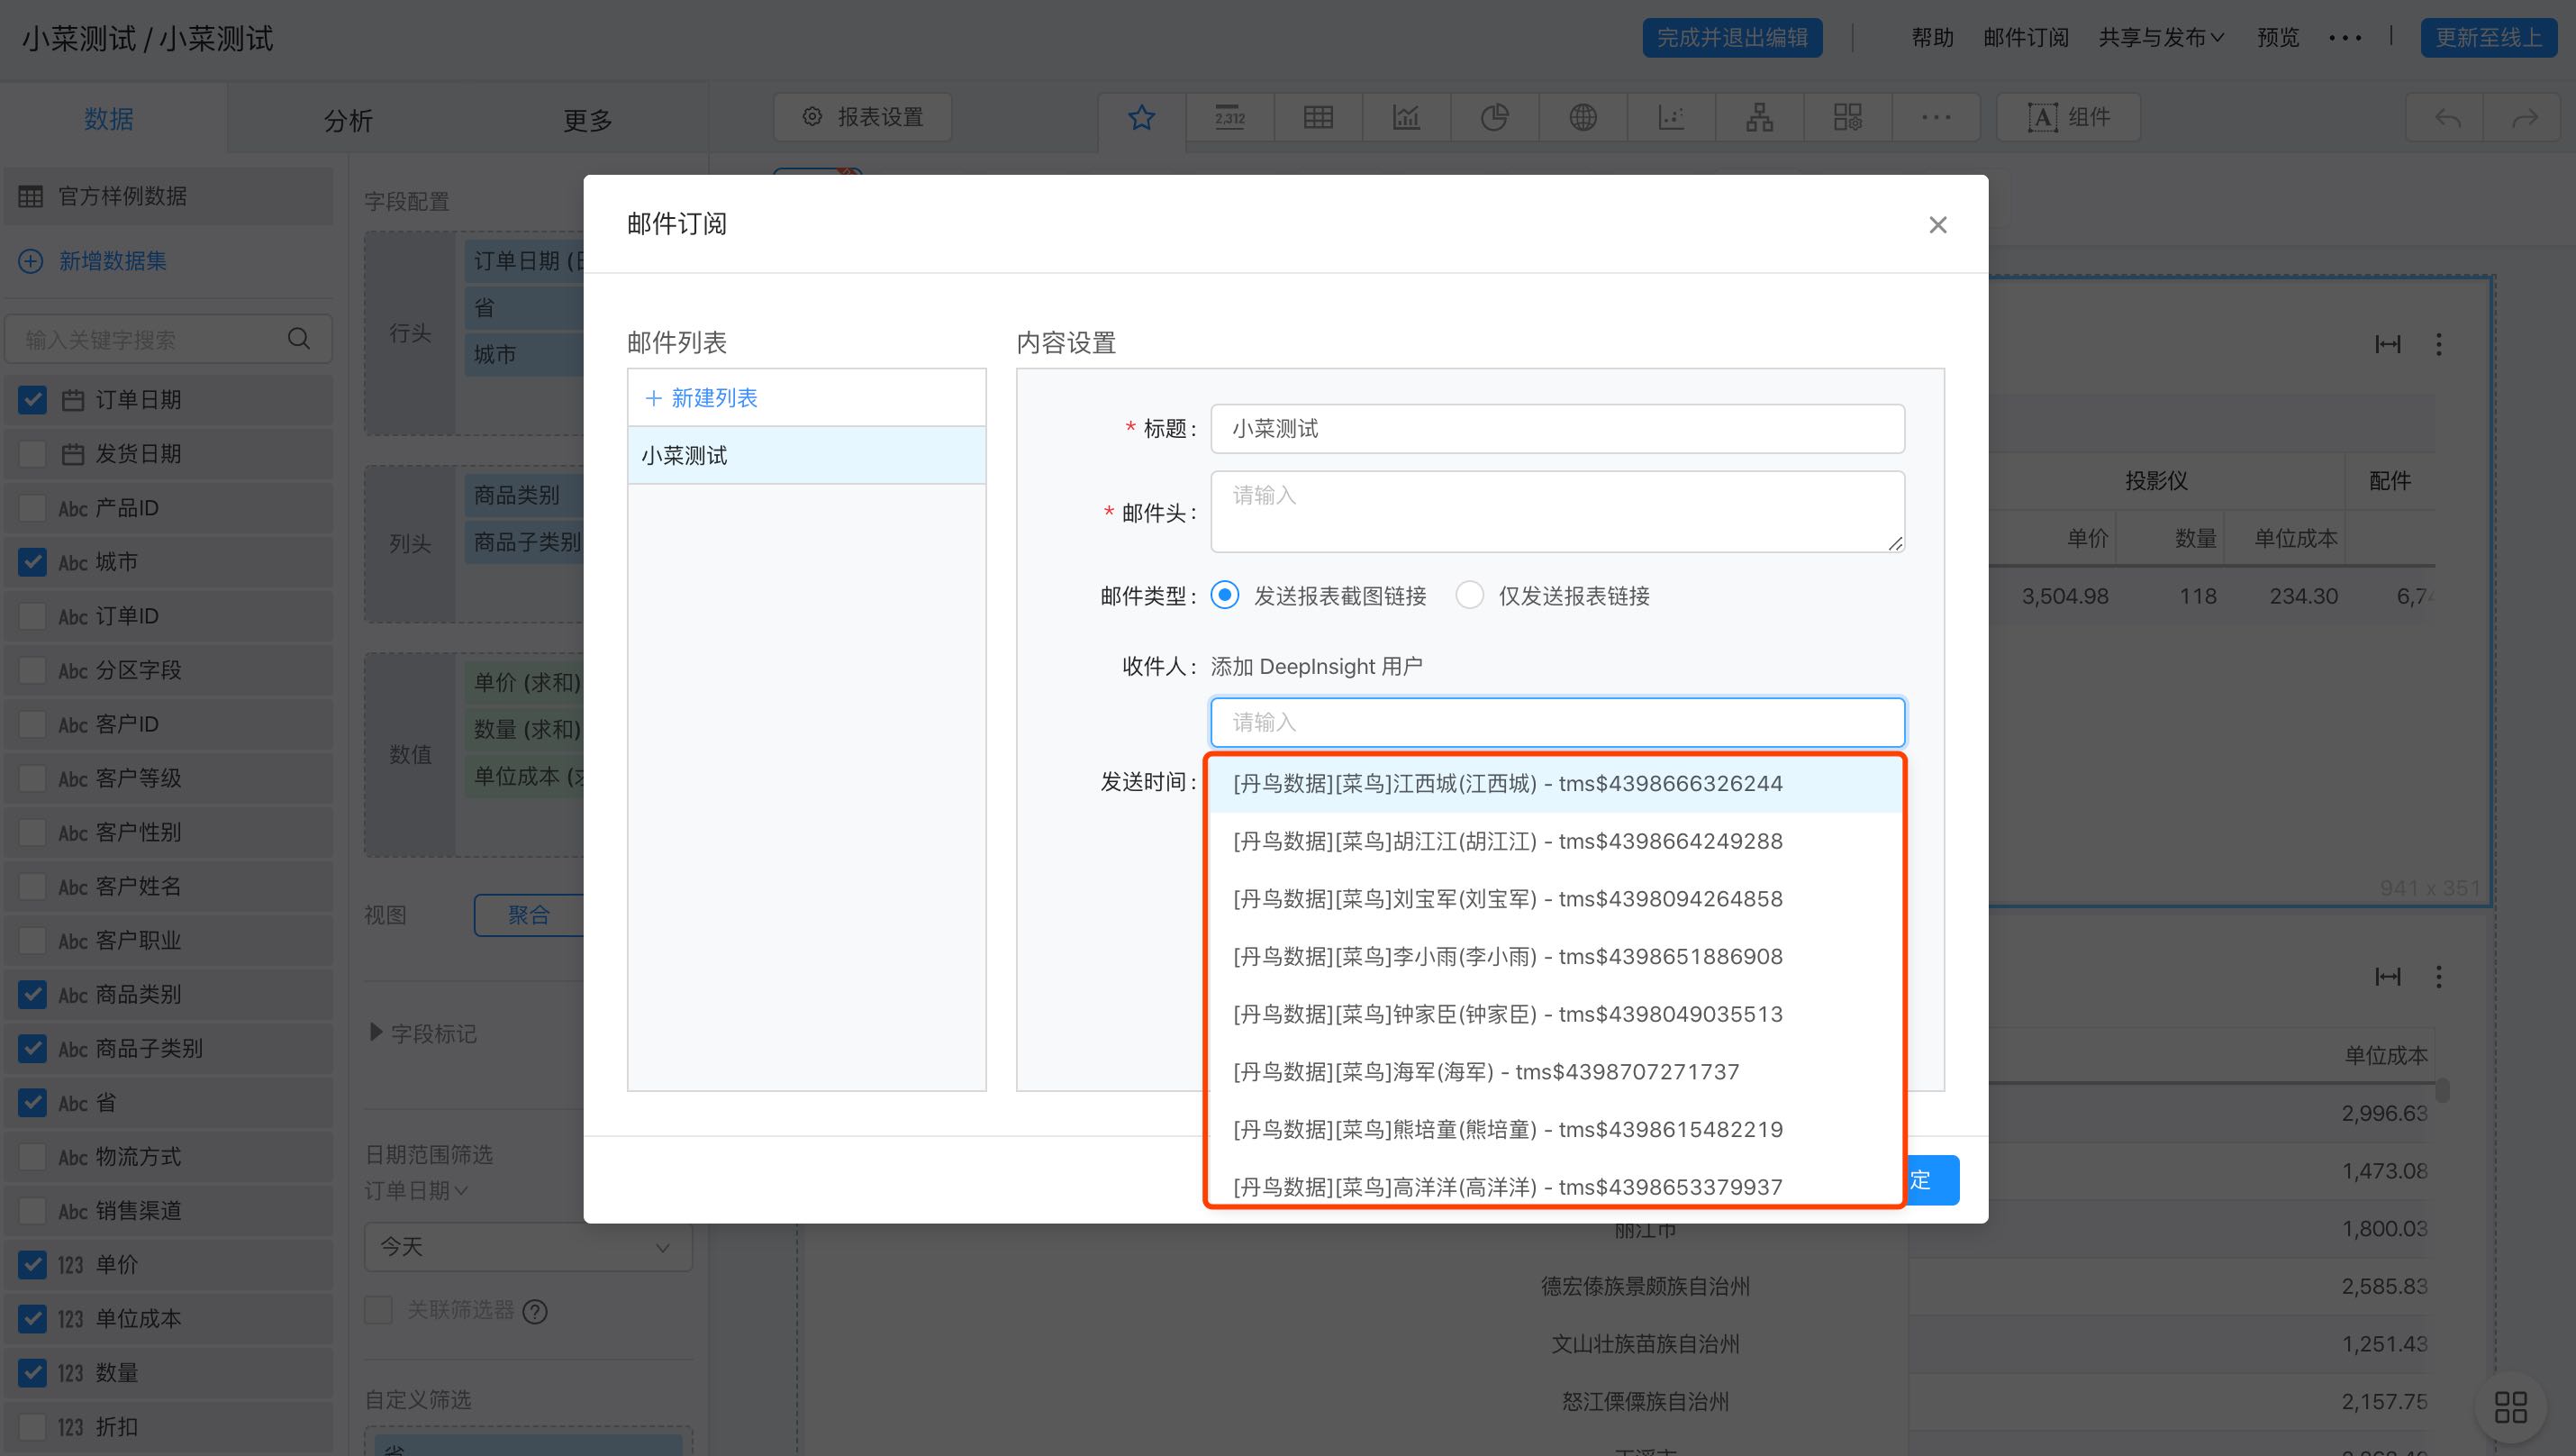 小菜测试 / 小菜测试
完成并退出编辑
帮助
邮件订阅
共享与发布
预览
更新至线上
数据
分析
更多
报表设置
2,312
A 组件
官方样例数据
新增数据集
输入关键字搜索
订单日期
发货日期
Abc 产品ID
Abc 城市
Abc 订单ID
Abc 分区字段
Abc 客户ID
Abc 客户等级
Abc 客户性别
Abc 客户姓名
Abc 客户职业
Abc 商品类别
Abc 商品子类别
Abc 省
Abc 物流方式
Abc 销售渠道
123 单价
123 单位成本
123 数量
123 折扣
字段配置
行头
订单日期
省
城市
列头
商品类别
商品子类别
数值
单价 (求和)
数量 (求和)
单位成本
视图
聚合
字段标记
日期范围筛选
订单日期
今天
关联筛选器 ?
自定义筛选
省
邮件订阅
邮件列表
+ 新建列表
小菜测试
内容设置
* 标题:
小菜测试
* 邮件头:
请输入
邮件类型:
发送报表截图链接
仅发送报表链接
收件人:
添加 DeepInsight 用户
请输入
发送时间:
[丹鸟数据][菜鸟]江西城(江西城) - tms$4398666326244
[丹鸟数据][菜鸟]胡江江(胡江江) - tms$4398664249288
[丹鸟数据][菜鸟]刘宝军(刘宝军) - tms$4398094264858
[丹鸟数据][菜鸟]李小雨(李小雨) - tms$4398651886908
[丹鸟数据][菜鸟]钟家臣(钟家臣) - tms$4398049035513
[丹鸟数据][菜鸟]海军(海军) - tms$4398707271737
[丹鸟数据][菜鸟]熊培童(熊培童) - tms$4398615482219
[丹鸟数据][菜鸟]高洋洋(高洋洋) - tms$4398653379937
定
投影仪
配件
单价
数量
单位成本
3,504.98
118
234.30
941 x 351
单位成本
2,996.63
1,473.08
丽江市
1,800.03
德宏傣族景颇族自治州
2,585.83
文山壮族苗族自治州
1,251.43
怒江傈僳族自治州
2,157.75